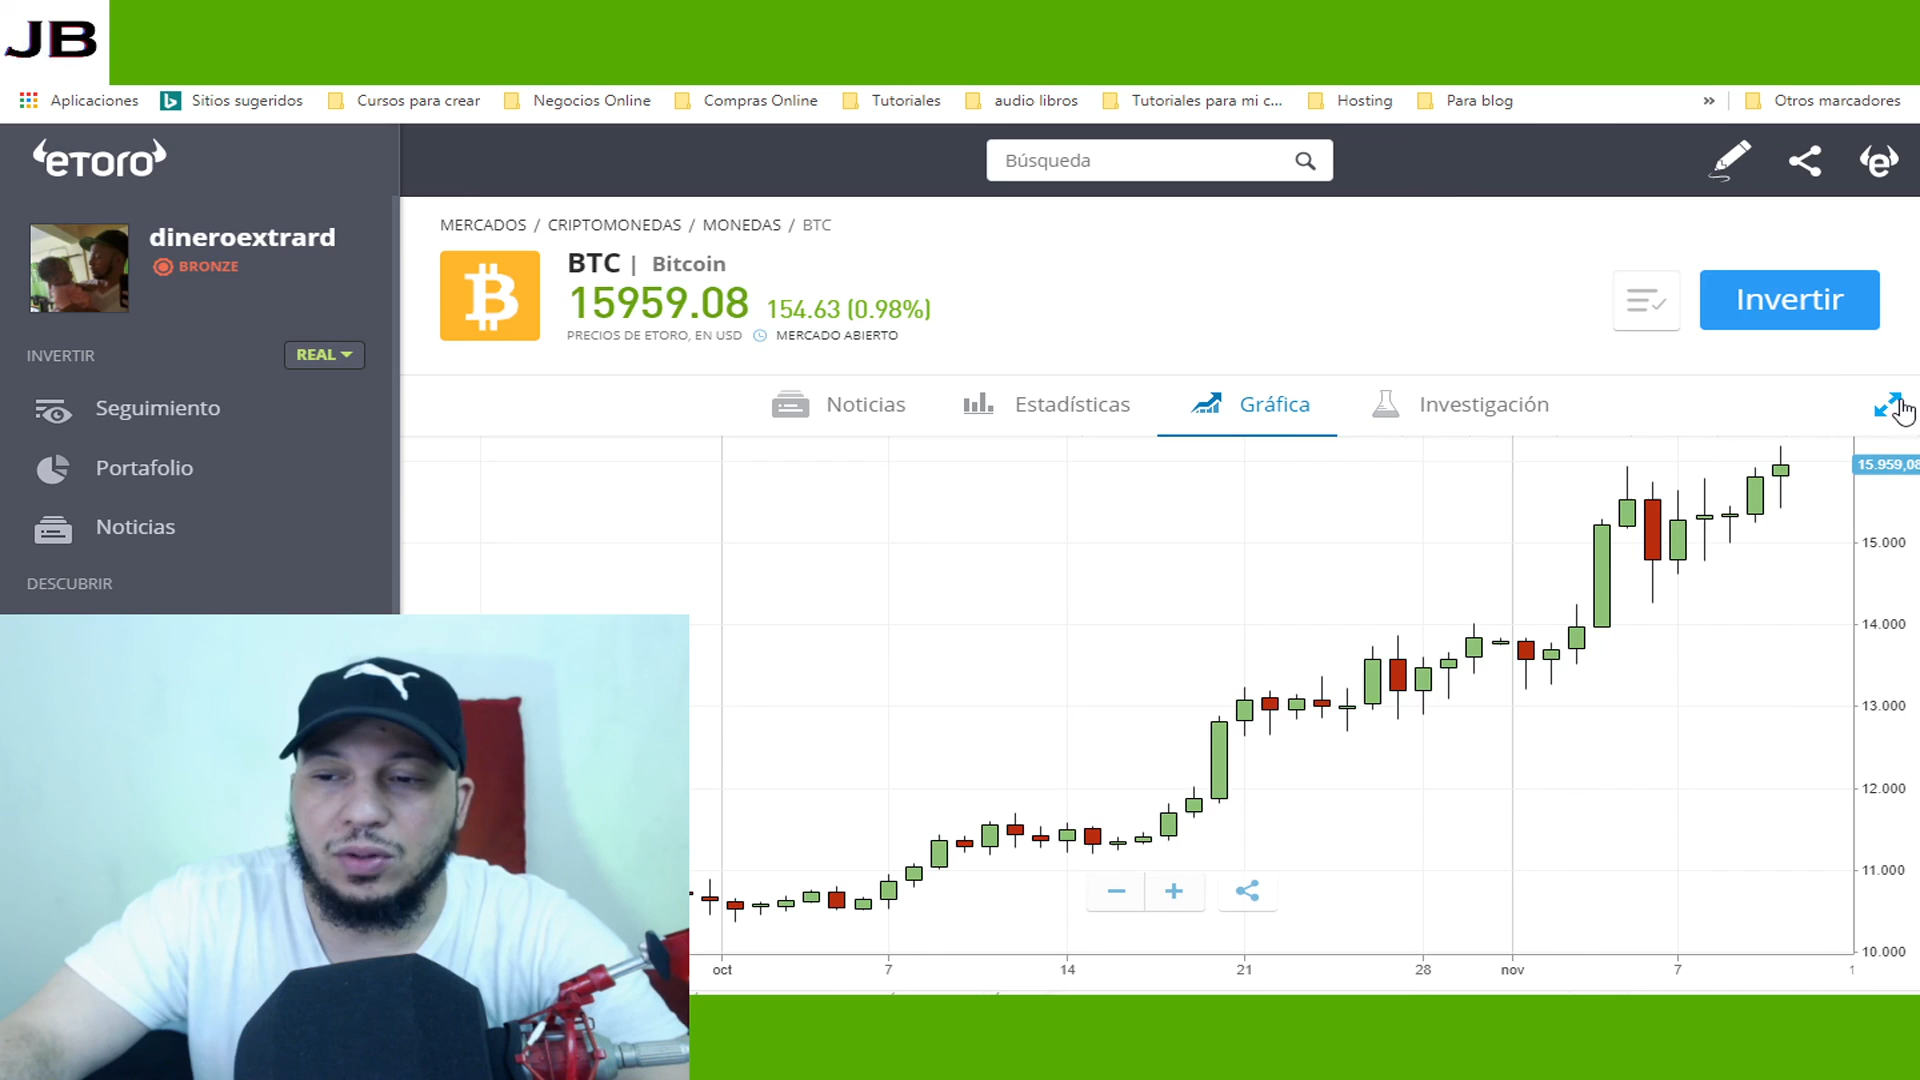 JB
Aplicaciones
Sitios sugeridos
Cursos para crear
Negocios Online
Compras Online
Tutoriales
audio libros
Tutoriales para mi c...
Hosting
Para blog
»
Otros marcadores
eTORO
Búsqueda
dineroextrard
BRONZE
INVERTIR
REAL
Seguimiento
Portafolio
Noticias
DESCUBRIR
MERCADOS / CRIPTOMONEDAS / MONEDAS / BTC
BTC | Bitcoin
15959.08 154.63 (0.98%)
PRECIOS DE ETORO, EN USD MERCADO ABIERTO
Invertir
Noticias
Estadísticas
Gráfica
Investigación
15.959,08
15.000
14.000
13.000
12.000
11.000
10.000
oct 7 14 21 28 nov 7 1